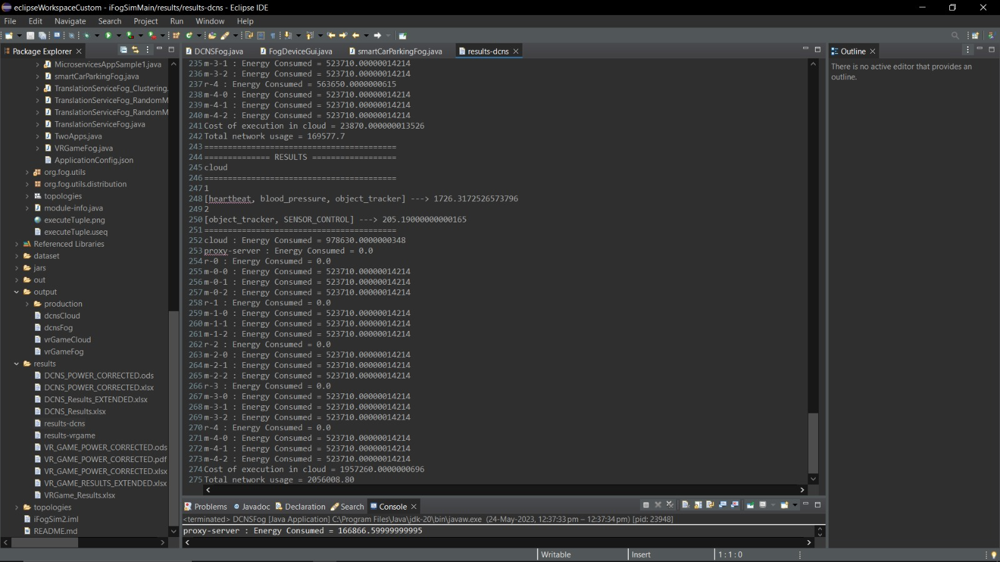 eclipseWorkspaceCustom - iFogSimMain/results/results-dcns - Eclipse IDE
File Edit Navigate Search Project Run Window Help
Package Explorer
MicroservicesAppSample1.java
smartCarParkingFog.java
TranslationServiceFog_Clustering.
TranslationServiceFog_RandomM
TranslationServiceFog_RandomM
TranslationServiceFog.java
TwoApps.java
VRGameFog.java
ApplicationConfig.json
org.fog.utils
org.fog.utils.distribution
topologies
module-info.java
executeTuple.png
executeTuple.useq
Referenced Libraries
dataset
jars
out
output
production
dcnsCloud
dcnsFog
vrGameCloud
vrGameFog
results
DCNS_POWER_CORRECTED.ods
DCNS_POWER_CORRECTED.xlsx
DCNS_Results_EXTENDED.xlsx
DCNS_Results.xlsx
results-dcns
results-vrgame
VR_GAME_POWER_CORRECTED.ods
VR_GAME_POWER_CORRECTED.pdf
VR_GAME_POWER_CORRECTED.xlsx
VR_GAME_RESULTS_EXTENDED.xlsx
VRGame_Results.xlsx
topologies
iFogSim2.iml
README.md
DCNSFog.java FogDeviceGui.java smartCarParkingFog.java results-dcns
235 m-3-1 : Energy Consumed = 523710.00000014214
236 m-3-2 : Energy Consumed = 523710.00000014214
237 r-4 : Energy Consumed = 563650.0000000615
238 m-4-0 : Energy Consumed = 523710.00000014214
239 m-4-1 : Energy Consumed = 523710.00000014214
240 m-4-2 : Energy Consumed = 523710.00000014214
241 Cost of execution in cloud = 23870.000000013526
242 Total network usage = 169577.7
243 =========================================
244 ============== RESULTS ==================
245 cloud
246 =========================================
247 1
248 [heartbeat, blood_pressure, object_tracker] ---> 1726.3172526573796
249 2
250 [object_tracker, SENSOR_CONTROL] ---> 205.19000000000165
251 =========================================
252 cloud : Energy Consumed = 978630.0000000348
253 proxy-server : Energy Consumed = 0.0
254 r-0 : Energy Consumed = 0.0
255 m-0-0 : Energy Consumed = 523710.00000014214
256 m-0-1 : Energy Consumed = 523710.00000014214
257 m-0-2 : Energy Consumed = 523710.00000014214
258 r-1 : Energy Consumed = 0.0
259 m-1-0 : Energy Consumed = 523710.00000014214
260 m-1-1 : Energy Consumed = 523710.00000014214
261 m-1-2 : Energy Consumed = 523710.00000014214
262 r-2 : Energy Consumed = 0.0
263 m-2-0 : Energy Consumed = 523710.00000014214
264 m-2-1 : Energy Consumed = 523710.00000014214
265 m-2-2 : Energy Consumed = 523710.00000014214
266 r-3 : Energy Consumed = 0.0
267 m-3-0 : Energy Consumed = 523710.00000014214
268 m-3-1 : Energy Consumed = 523710.00000014214
269 m-3-2 : Energy Consumed = 523710.00000014214
270 r-4 : Energy Consumed = 0.0
271 m-4-0 : Energy Consumed = 523710.00000014214
272 m-4-1 : Energy Consumed = 523710.00000014214
273 m-4-2 : Energy Consumed = 523710.00000014214
274 Cost of execution in cloud = 1957260.0000000696
275 Total network usage = 2056008.80
Outline
There is no active editor that provides an
outline.
Problems Javadoc Declaration Search Console
<terminated> DCNSFog [Java Application] C:\Program Files\Java\jdk-20\bin\javaw.exe (24-May-2023, 12:37:33 pm – 12:37:34 pm) [pid: 23948]
proxy-server : Energy Consumed = 166866.59999999995
Writable Insert 1 : 1 : 0